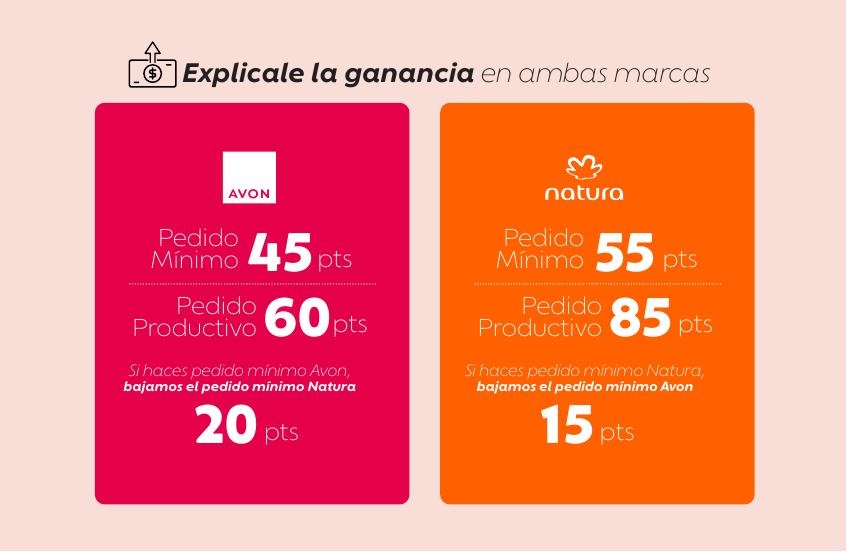 Explicale la ganancia en ambas marcas
AVON
Pedido
Mínimo 45 pts
Pedido
Productivo 60 pts
Si haces pedido mínimo Avon,
bajamos el pedido mínimo Natura
20 pts
natura
Pedido
Mínimo 55 pts
Pedido
Productivo 85 pts
Si haces pedido mínimo Natura,
bajamos el pedido mínimo Avon
15 pts